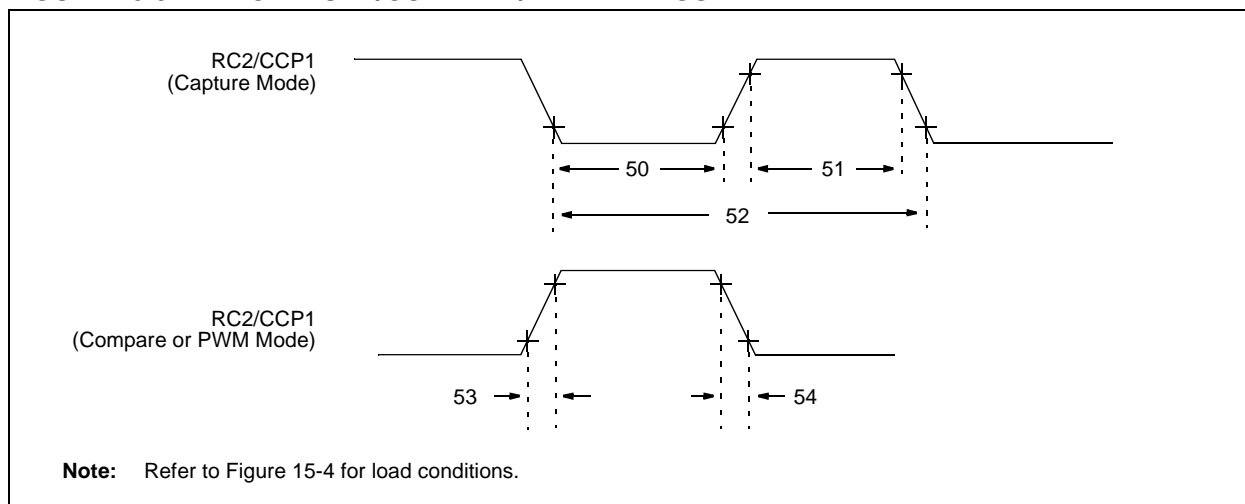 RC2/CCP1
(Capture Mode)
50
51
52
RC2/CCP1
(Compare or PWM Mode)
53
54
Note: Refer to Figure 15-4 for load conditions.